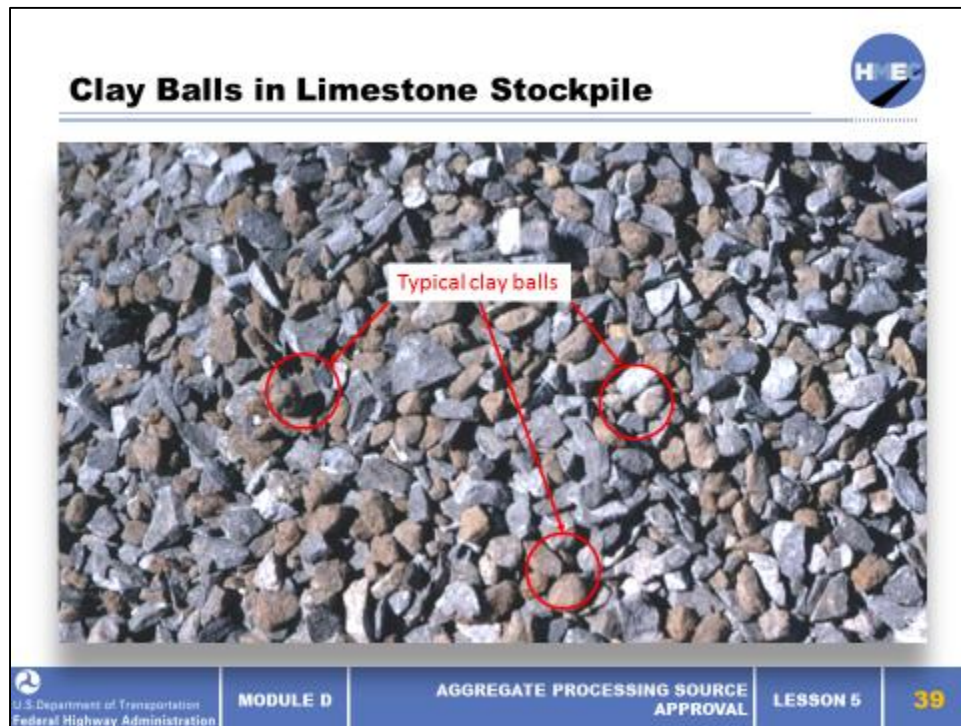 Clay Balls in Limestone Stockpile
HMEC
Typical clay balls
U.S.Department of Transportation
Federal Highway Administration
MODULE D
AGGREGATE PROCESSING SOURCE
APPROVAL
LESSON 5
39